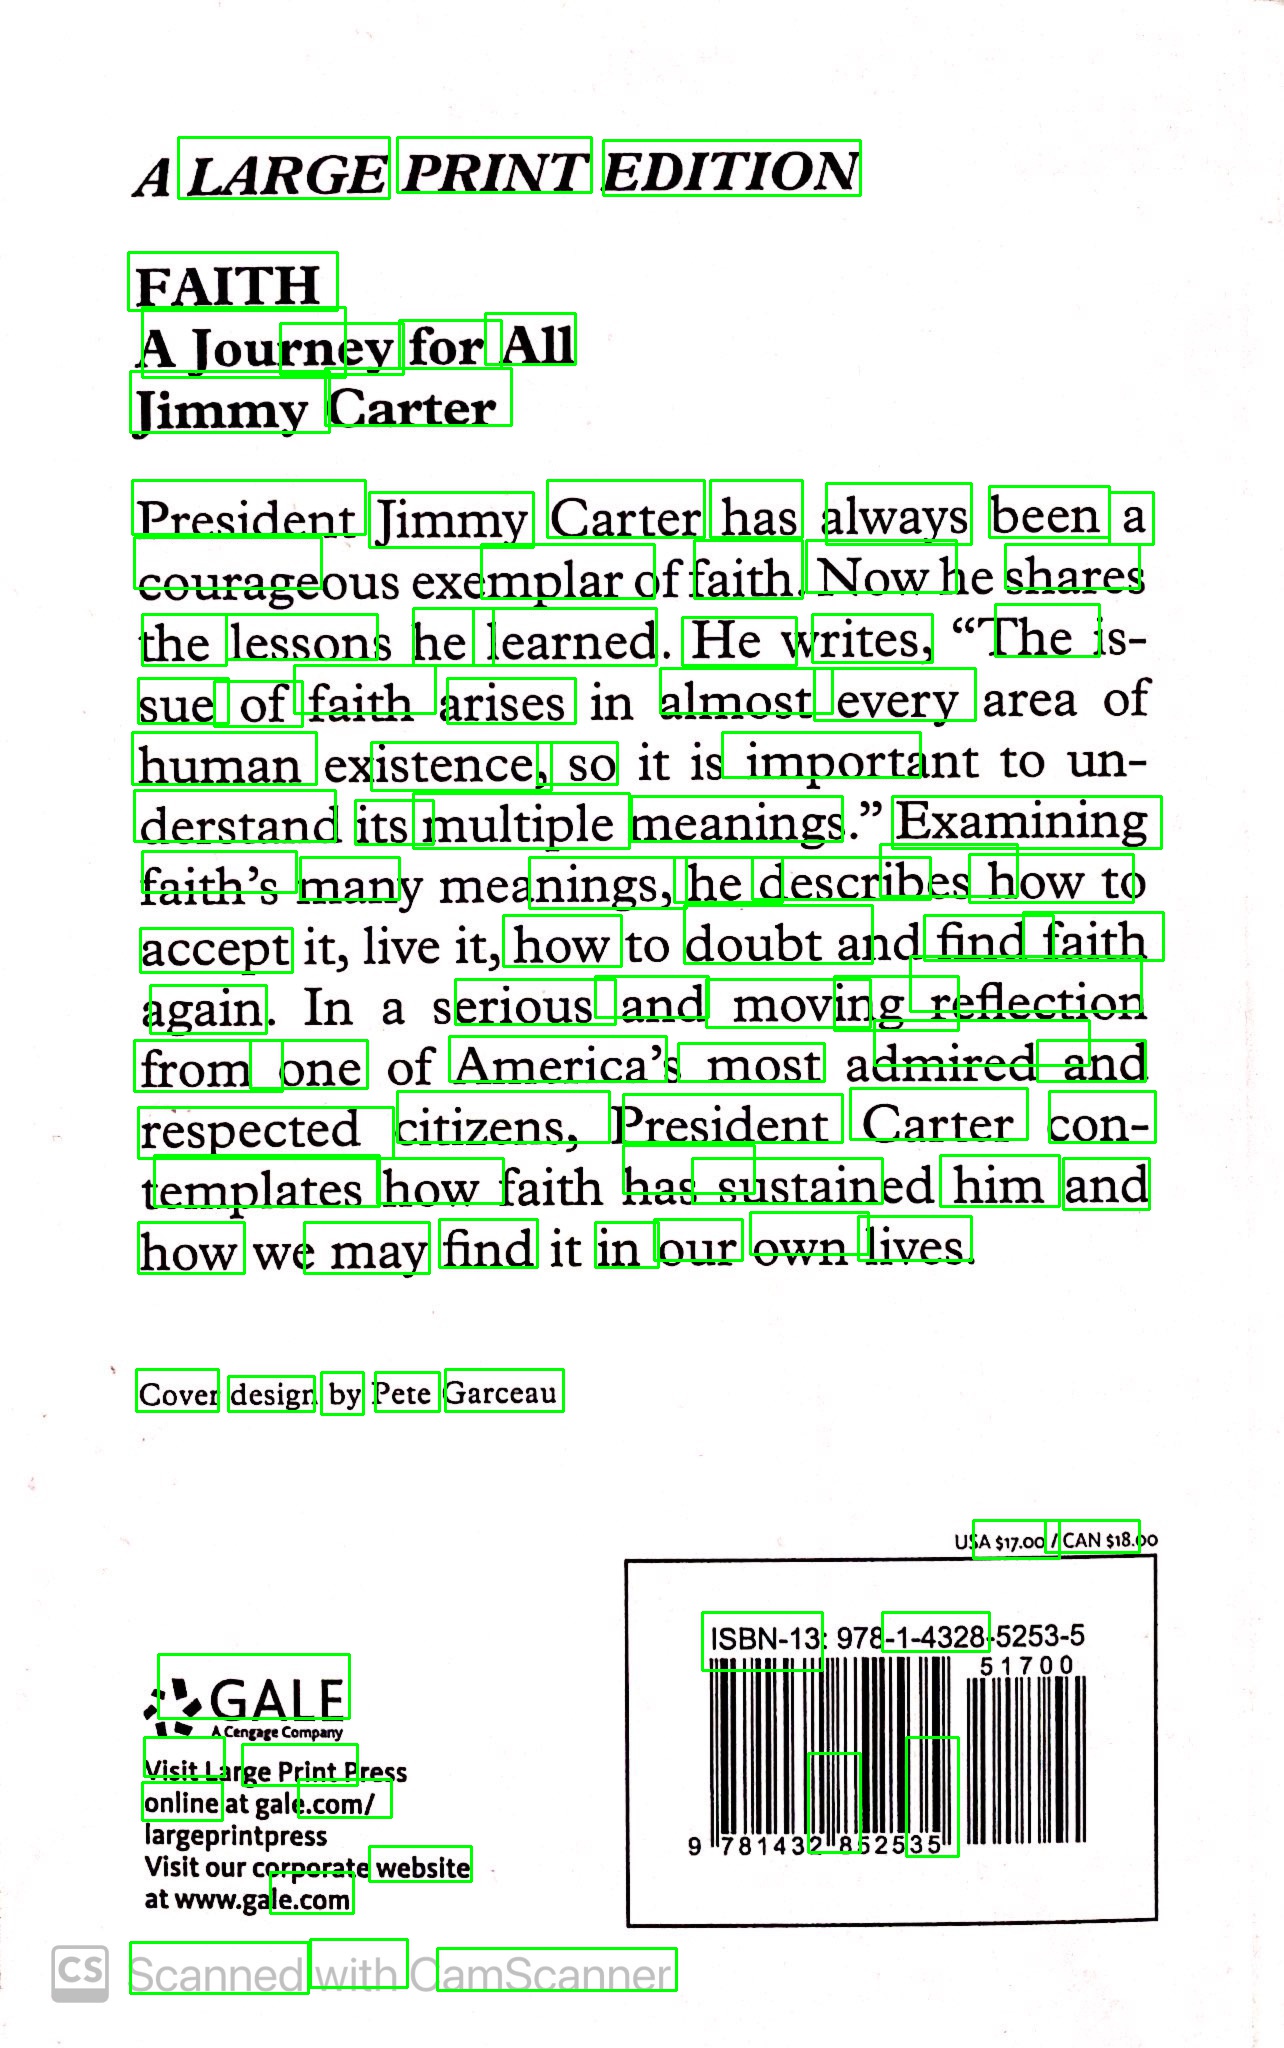 A LARGE PRINT EDITION
FAITH
A Journey for All
Jimmy Carter
President Jimmy Carter has always been a
courageous exemplar of faith. Now he shares
the lessons he learned. He writes, “The is-
sue of faith arises in almost every area of
human existence, so it is important to un-
derstand its multiple meanings.” Examining
faith’s many meanings, he describes how to
accept it, live it, how to doubt and find faith
again. In a serious and moving reflection
from one of America’s most admired and
respected citizens, President Carter con-
templates how faith has sustained him and
how we may find it in our own lives.
Cover design by Pete Garceau
USA $17.00 / CAN $18.00
ISBN-13: 978-1-4328-5253-5
51700
9 781432 852535
GALE
A Cengage Company
Visit Large Print Press
online at gale.com/
largeprintpress
Visit our corporate website
at www.gale.com
CS Scanned with CamScanner